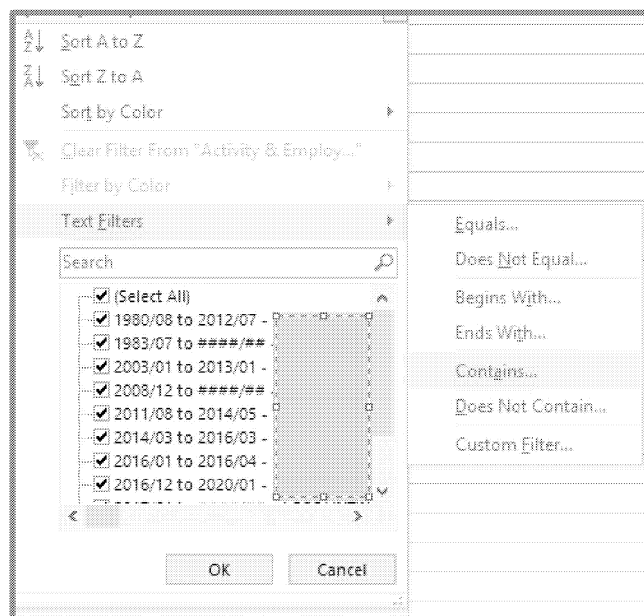 Sort A to Z
Sort Z to A
Sort by Color
Clear Filter From "Activity & Employ..."
Filter by Color
Text Filters
Search
(Select All)
1980/08 to 2012/07 -
1983/07 to ####/## -
2003/01 to 2013/01 -
2008/12 to ####/## -
2011/08 to 2014/05 -
2014/03 to 2016/03 -
2016/01 to 2016/04 -
2016/12 to 2020/01 -
OK Cancel
Equals...
Does Not Equal...
Begins With...
Ends With...
Contains...
Does Not Contain...
Custom Filter...